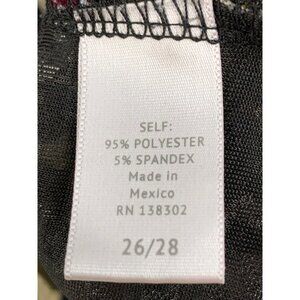 SELF:
95% POLYESTER
5% SPANDEX
Made in
Mexico
RN 138302
26/28